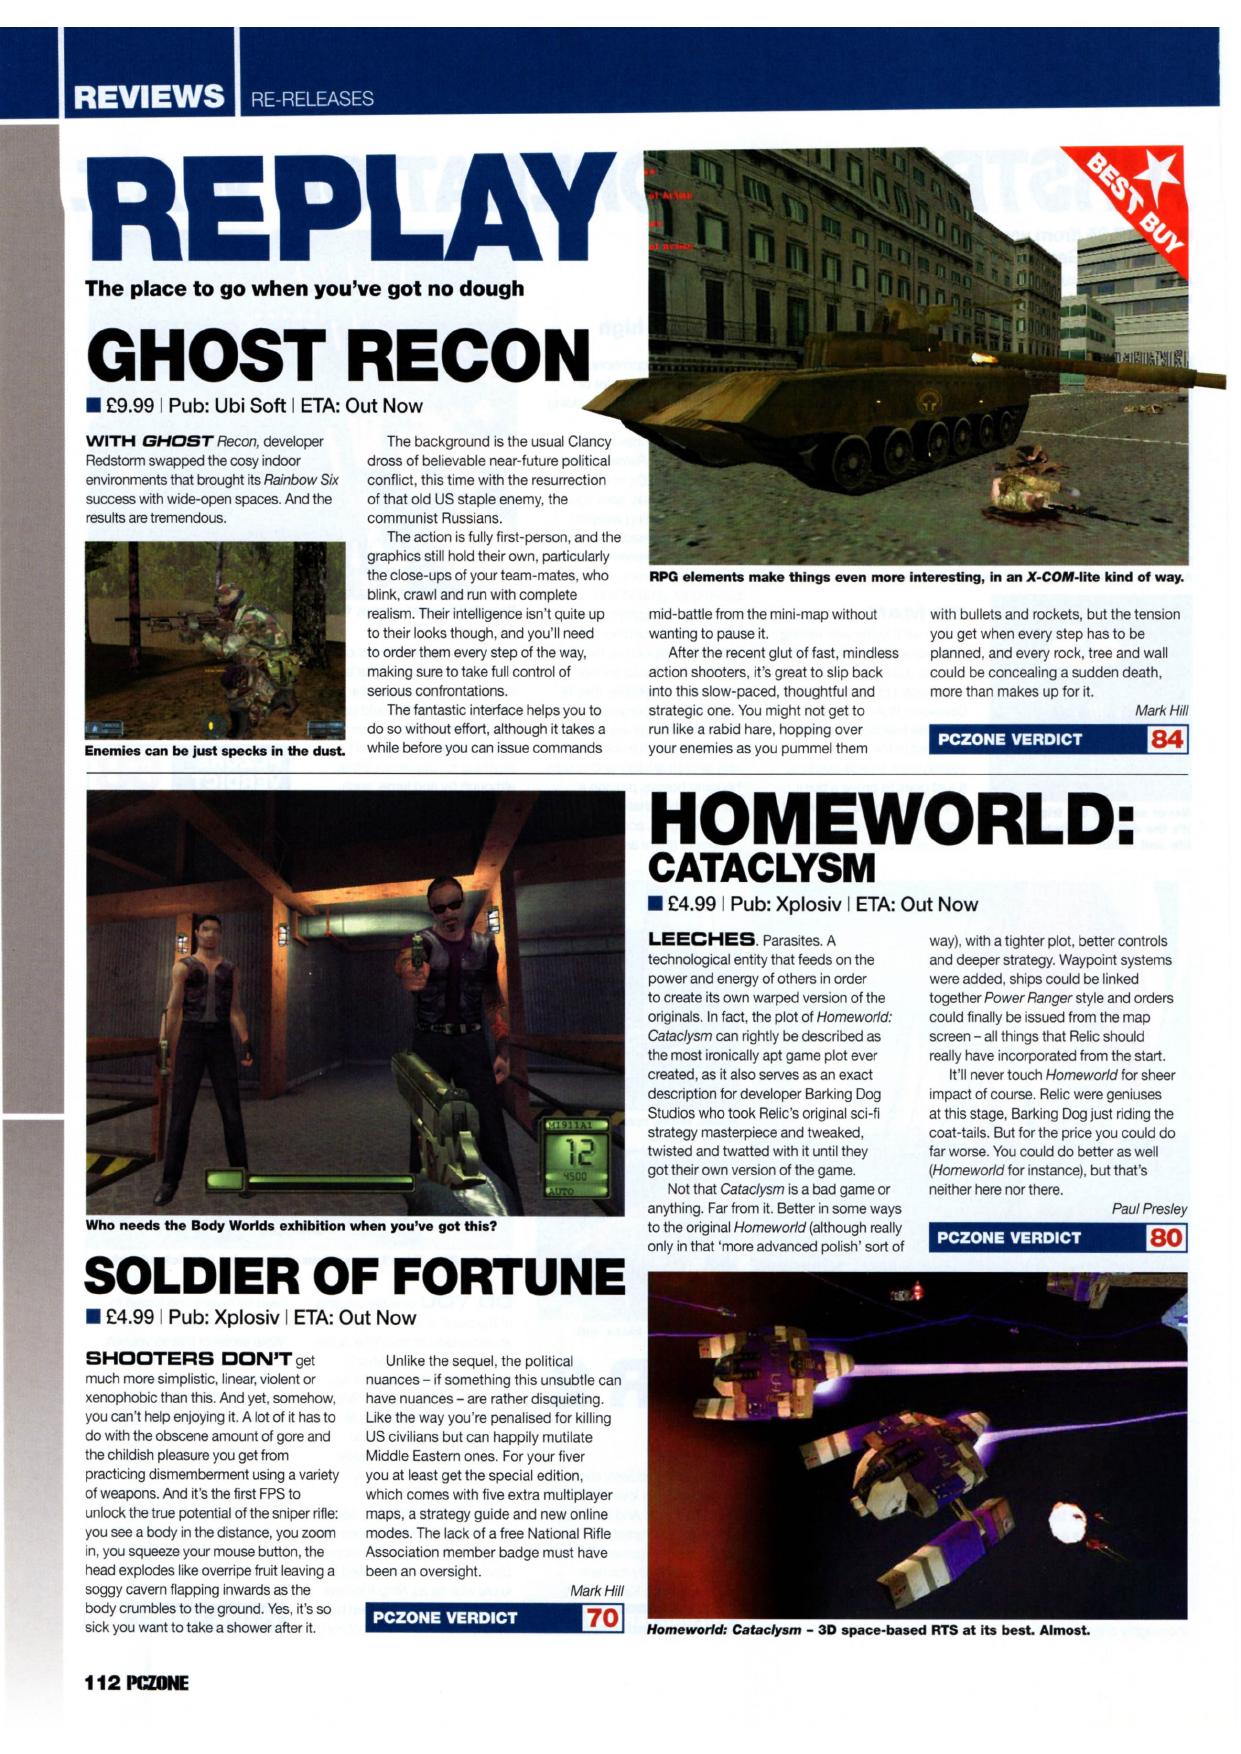 REVIEWS
RE-RELEASES
REPLAY
The place to go when you've got no dough
GHOST RECON
£9.99 | Pub: Ubi Soft | ETA: Out Now
WITH GHOST Recon, developer
Redstorm swapped the cosy indoor
environments that brought its Rainbow Six
success with wide-open spaces. And the
results are tremendous.
Enemies can be just specks in the dust.
The background is the usual Clancy
dross of believable near-future political
conflict, this time with the resurrection
of that old US staple enemy, the
communist Russians.
The action is fully first-person, and the
graphics still hold their own, particularly
the close-ups of your team-mates, who
blink, crawl and run with complete
realism. Their intelligence isn't quite up
to their looks though, and you'll need
to order them every step of the way,
making sure to take full control of
serious confrontations.
The fantastic interface helps you to
do so without effort, although it takes a
while before you can issue commands
BEST BUY
RPG elements make things even more interesting, in an X-COM-lite kind of way.
mid-battle from the mini-map without
wanting to pause it.
After the recent glut of fast, mindless
action shooters, it's great to slip back
into this slow-paced, thoughtful and
strategic one. You might not get to
run like a rabid hare, hopping over
your enemies as you pummel them
with bullets and rockets, but the tension
you get when every step has to be
planned, and every rock, tree and wall
could be concealing a sudden death,
more than makes up for it.
Mark Hill
PCZONE VERDICT 84
M1911A1
12
4500
AUTO
Who needs the Body Worlds exhibition when you've got this?
SOLDIER OF FORTUNE
£4.99 | Pub: Xplosiv | ETA: Out Now
SHOOTERS DON'T get
much more simplistic, linear, violent or
xenophobic than this. And yet, somehow,
you can't help enjoying it. A lot of it has to
do with the obscene amount of gore and
the childish pleasure you get from
practicing dismemberment using a variety
of weapons. And it's the first FPS to
unlock the true potential of the sniper rifle:
you see a body in the distance, you zoom
in, you squeeze your mouse button, the
head explodes like overripe fruit leaving a
soggy cavern flapping inwards as the
body crumbles to the ground. Yes, it's so
sick you want to take a shower after it.
Unlike the sequel, the political
nuances – if something this unsubtle can
have nuances – are rather disquieting.
Like the way you're penalised for killing
US civilians but can happily mutilate
Middle Eastern ones. For your fiver
you at least get the special edition,
which comes with five extra multiplayer
maps, a strategy guide and new online
modes. The lack of a free National Rifle
Association member badge must have
been an oversight.
Mark Hill
PCZONE VERDICT 70
HOMEWORLD:
CATACLYSM
£4.99 | Pub: Xplosiv | ETA: Out Now
LEECHES. Parasites. A
technological entity that feeds on the
power and energy of others in order
to create its own warped version of the
originals. In fact, the plot of Homeworld:
Cataclysm can rightly be described as
the most ironically apt game plot ever
created, as it also serves as an exact
description for developer Barking Dog
Studios who took Relic's original sci-fi
strategy masterpiece and tweaked,
twisted and twatted with it until they
got their own version of the game.
Not that Cataclysm is a bad game or
anything. Far from it. Better in some ways
to the original Homeworld (although really
only in that 'more advanced polish' sort of
way), with a tighter plot, better controls
and deeper strategy. Waypoint systems
were added, ships could be linked
together Power Ranger style and orders
could finally be issued from the map
screen – all things that Relic should
really have incorporated from the start.
It'll never touch Homeworld for sheer
impact of course. Relic were geniuses
at this stage, Barking Dog just riding the
coat-tails. But for the price you could do
far worse. You could do better as well
(Homeworld for instance), but that's
neither here nor there.
Paul Presley
PCZONE VERDICT 80
Homeworld: Cataclysm – 3D space-based RTS at its best. Almost.
112 PCZONE